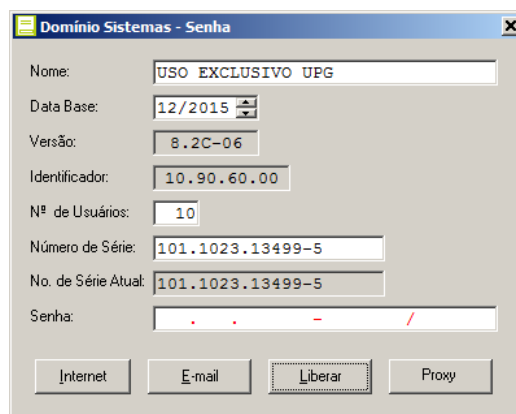 Domínio Sistemas - Senha
Nome: USO EXCLUSIVO UPG
Data Base: 12/2015
Versão: 8.2C-06
Identificador: 10.90.60.00
Nº de Usuários: 10
Número de Série: 101.1023.13499-5
No. de Série Atual: 101.1023.13499-5
Senha: . . - /
Internet E-mail Liberar Proxy